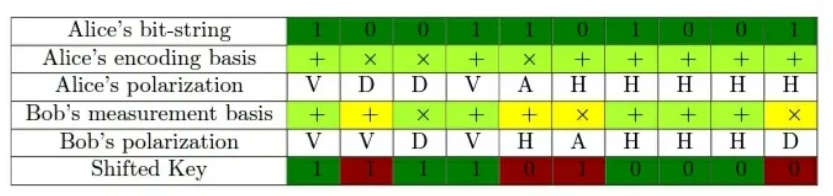 Alice's bit-string 1 0 0 1 1 0 1 0 0 1
Alice's encoding basis + × × + × + + + + +
Alice's polarization V D D V A H H H H H
Bob's measurement basis + + × + + × + + + ×
Bob's polarization V V D V H A H H H D
Shifted Key 1 1 1 1 0 1 0 0 0 0